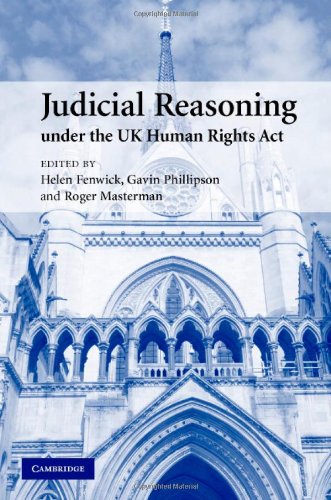 Judicial Reasoning
under the UK Human Rights Act
EDITED BY
Helen Fenwick, Gavin Phillipson
and Roger Masterman
CAMBRIDGE